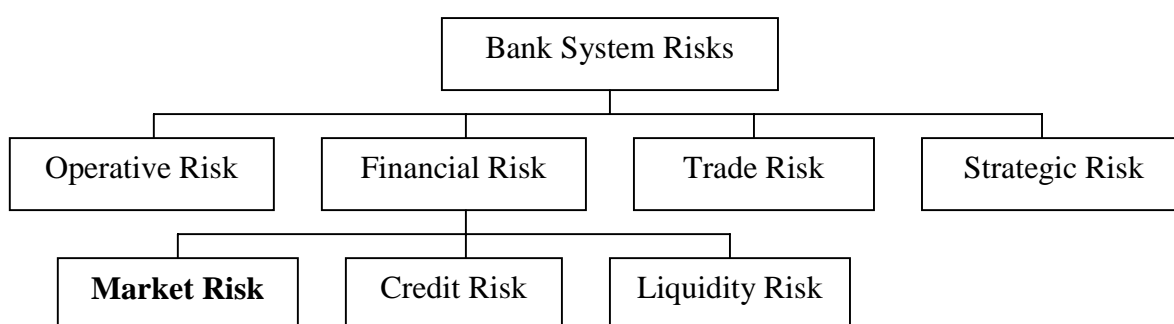 Bank System Risks
Operative Risk
Financial Risk
Trade Risk
Strategic Risk
Market Risk
Credit Risk
Liquidity Risk